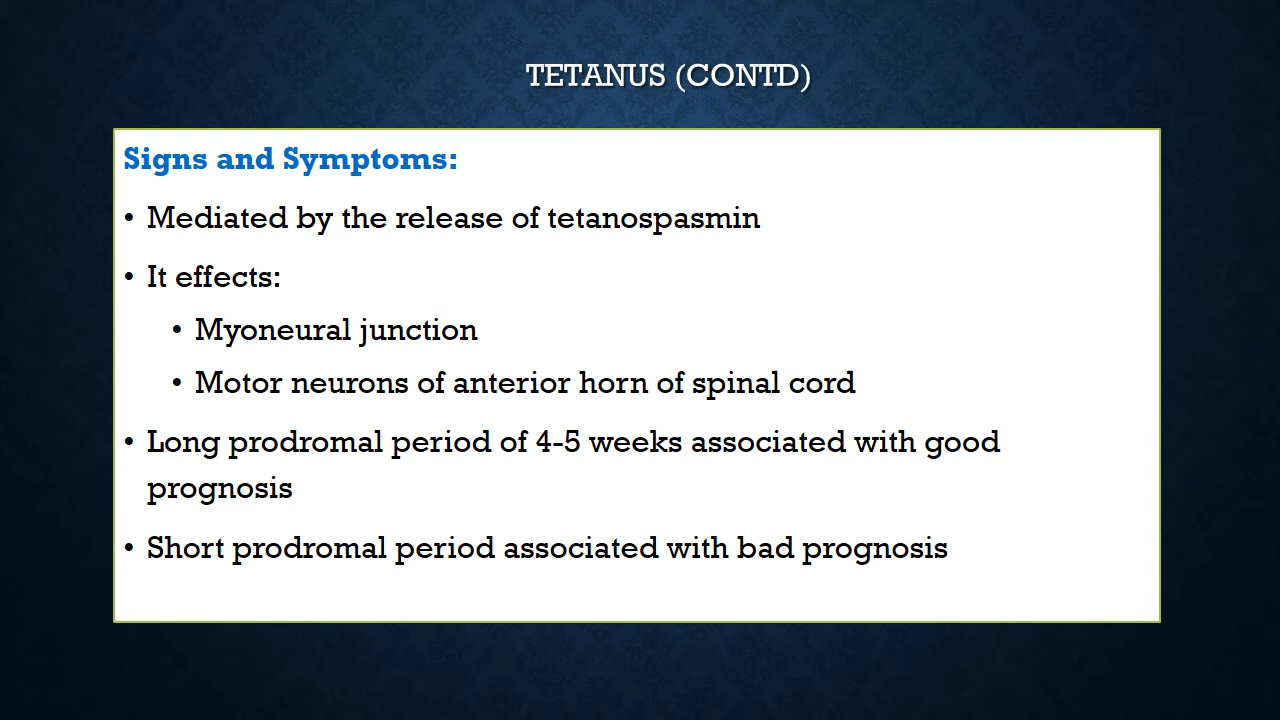 TETANUS (CONTD)
Signs and Symptoms:
• Mediated by the release of tetanospasmin
• It effects:
• Myoneural junction
• Motor neurons of anterior horn of spinal cord
• Long prodromal period of 4-5 weeks associated with good
prognosis
• Short prodromal period associated with bad prognosis